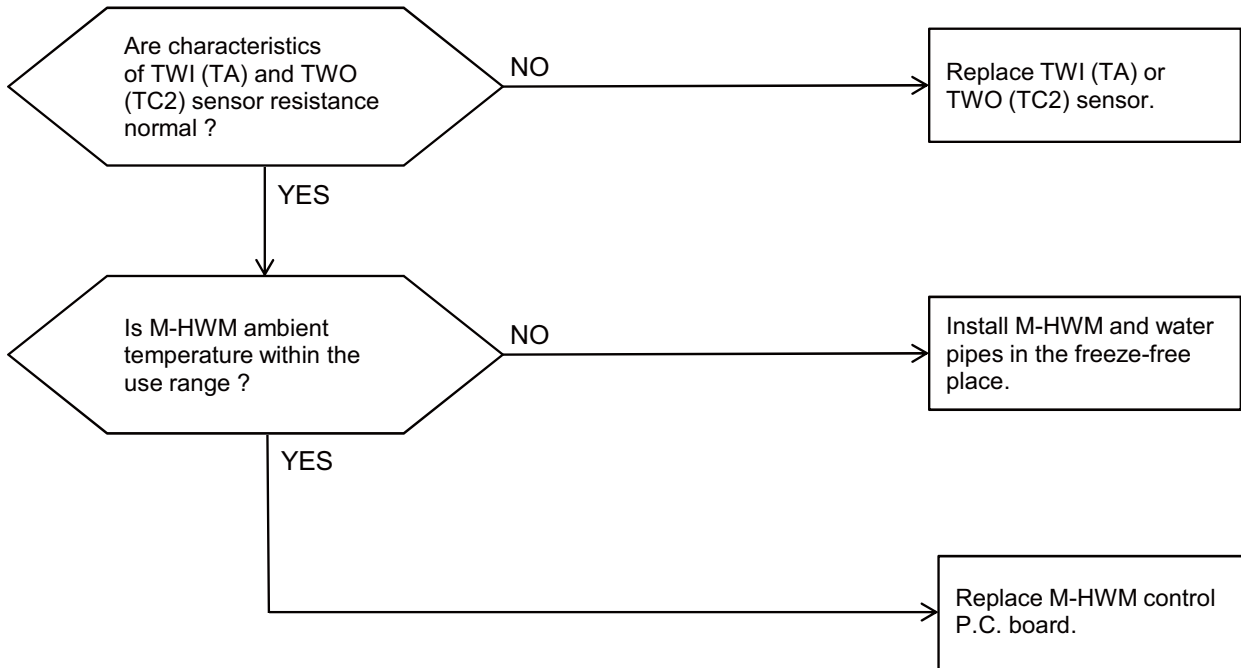 Are characteristics
of TWI (TA) and TWO
(TC2) sensor resistance
normal ?
NO
Replace TWI (TA) or
TWO (TC2) sensor.
YES
Is M-HWM ambient
temperature within the
use range ?
NO
Install M-HWM and water
pipes in the freeze-free
place.
YES
Replace M-HWM control
P.C. board.